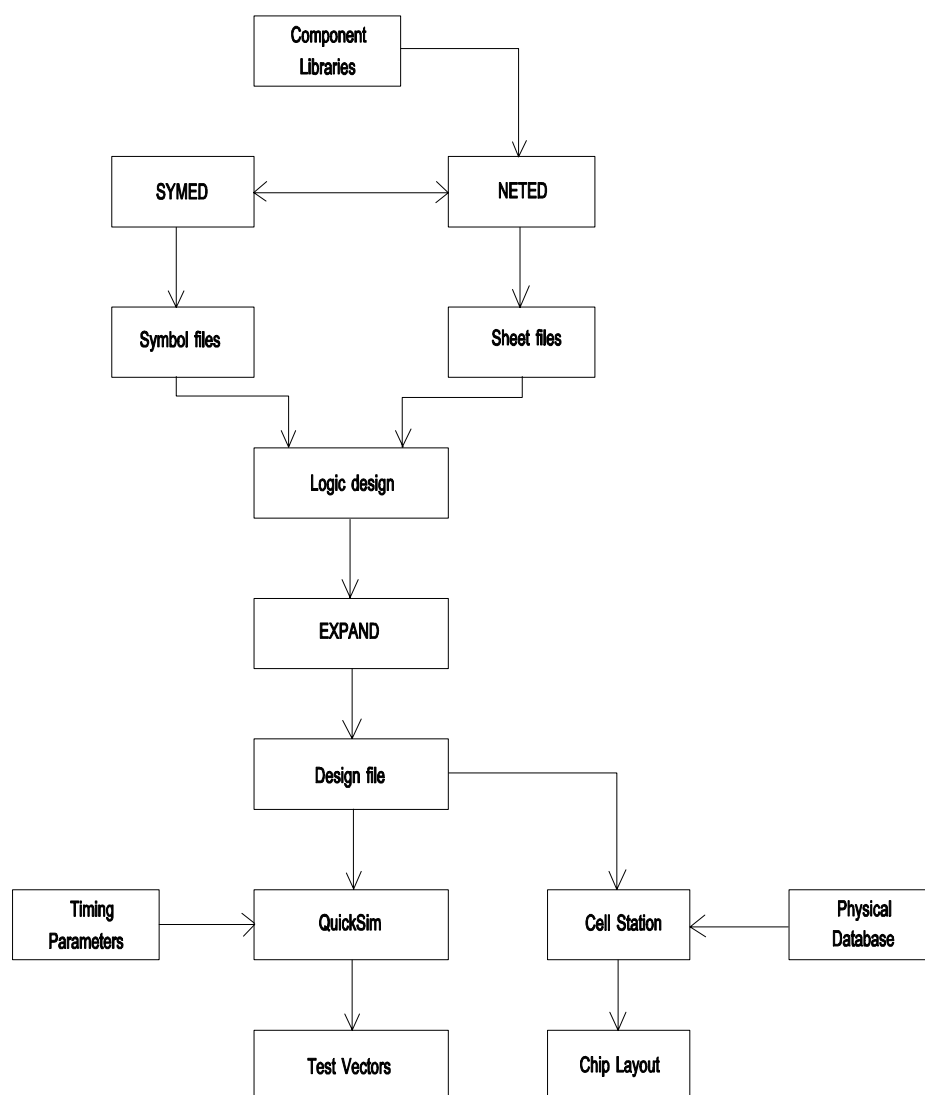 Component
Libraries
SYMED
NETED
Symbol files
Sheet files
Logic design
EXPAND
Design file
Timing
Parameters
QuickSim
Cell Station
Physical
Database
Test Vectors
Chip Layout